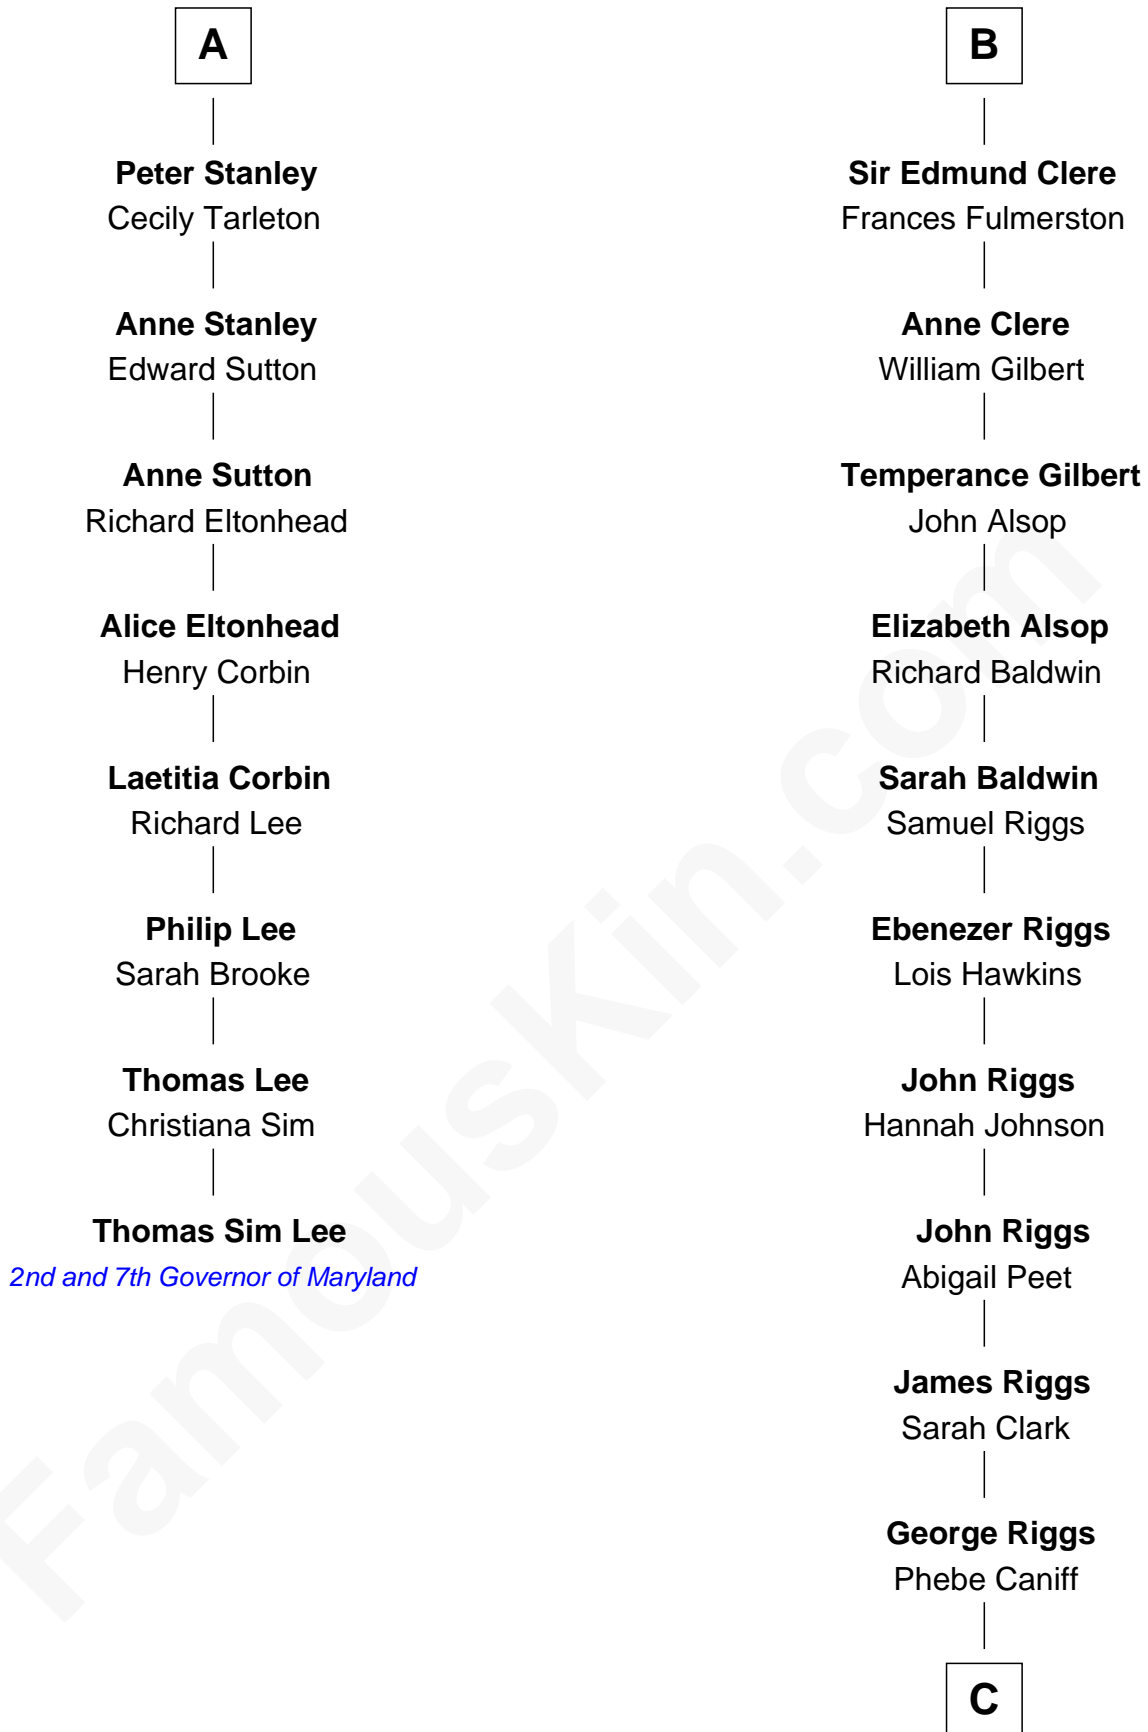 A
Peter Stanley
Cecily Tarleton
Anne Stanley
Edward Sutton
Anne Sutton
Richard Eltonhead
Alice Eltonhead
Henry Corbin
Laetitia Corbin
Richard Lee
Philip Lee
Sarah Brooke
Thomas Lee
Christiana Sim
Thomas Sim Lee
2nd and 7th Governor of Maryland
B
Sir Edmund Clere
Frances Fulmerston
Anne Clere
William Gilbert
Temperance Gilbert
John Alsop
Elizabeth Alsop
Richard Baldwin
Sarah Baldwin
Samuel Riggs
Ebenezer Riggs
Lois Hawkins
John Riggs
Hannah Johnson
John Riggs
Abigail Peet
James Riggs
Sarah Clark
George Riggs
Phebe Caniff
C
FamousKin.com